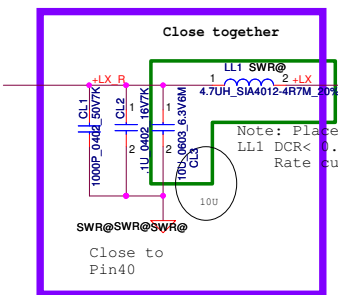 Close together
LL1 SWR@
+LX_R
1
2
+LX
4.7UH_SIA4012-4R7M_20%
CL1
1000P_0402_50V7K
CL2
.1U_0402_16V7K
1
2
10U_0603_6.3V6M
CL3
1
2
Note: Place
LL1 DCR< 0.
Rate cu
10U
SWR@SWR@SWR@
Close to
Pin40